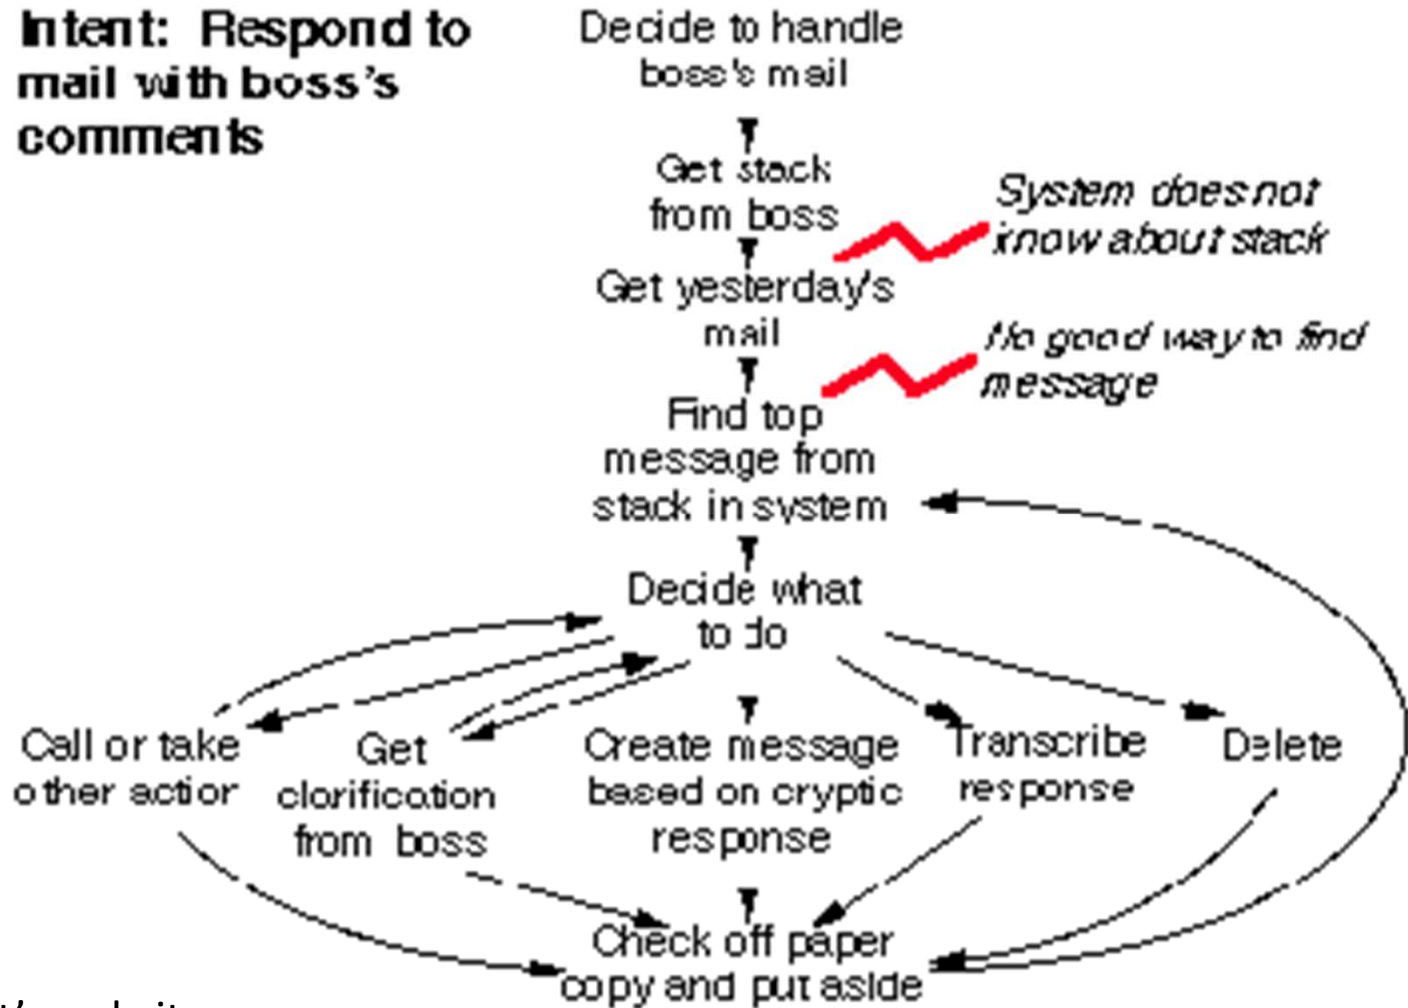 Intent: Respond to
mail with boss's
comments
Decide to handle
boss's mail
Get stack
from boss
System does not
know about stack
Get yesterday's
mail
No good way to find
message
Find top
message from
stack in system
Decide what
to do
Call or take
other action
Get
clarification
from boss
Create message
based on cryptic
response
Transcribe
response
Delete
Check off paper
copy and put aside